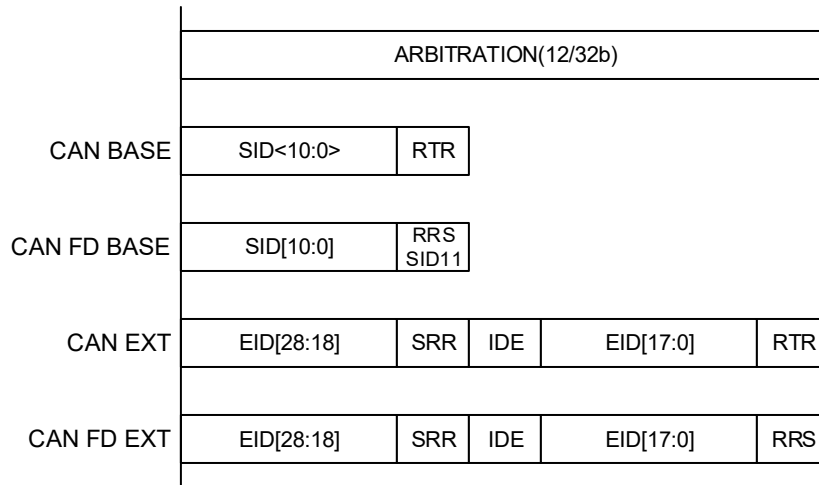 ARBITRATION(12/32b)
CAN BASE SID<10:0> RTR
CAN FD BASE SID[10:0] RRS
SID11
CAN EXT EID[28:18] SRR IDE EID[17:0] RTR
CAN FD EXT EID[28:18] SRR IDE EID[17:0] RRS